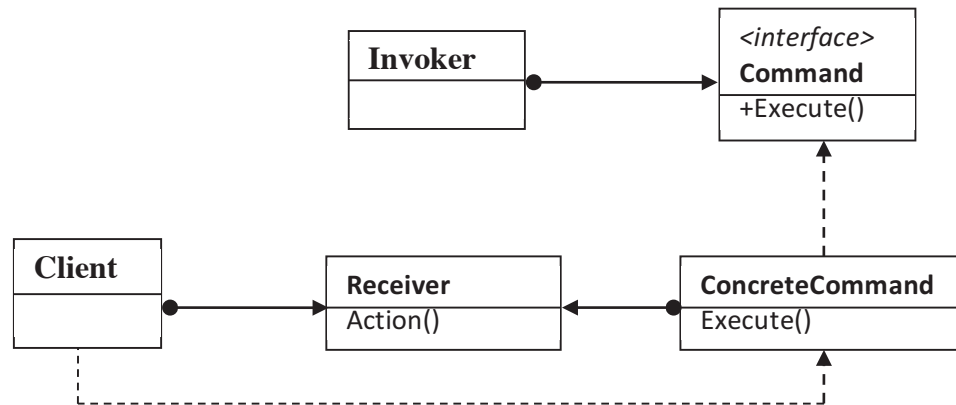 Invoker
<interface>
Command
+Execute()
Client
Receiver
Action()
ConcreteCommand
Execute()